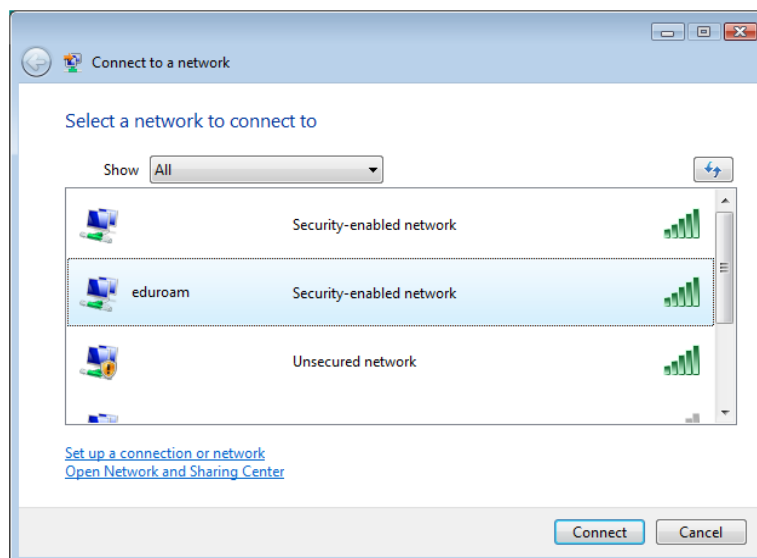 Connect to a network
Select a network to connect to
Show All
Security-enabled network
eduroam Security-enabled network
Unsecured network
Set up a connection or network
Open Network and Sharing Center
Connect Cancel